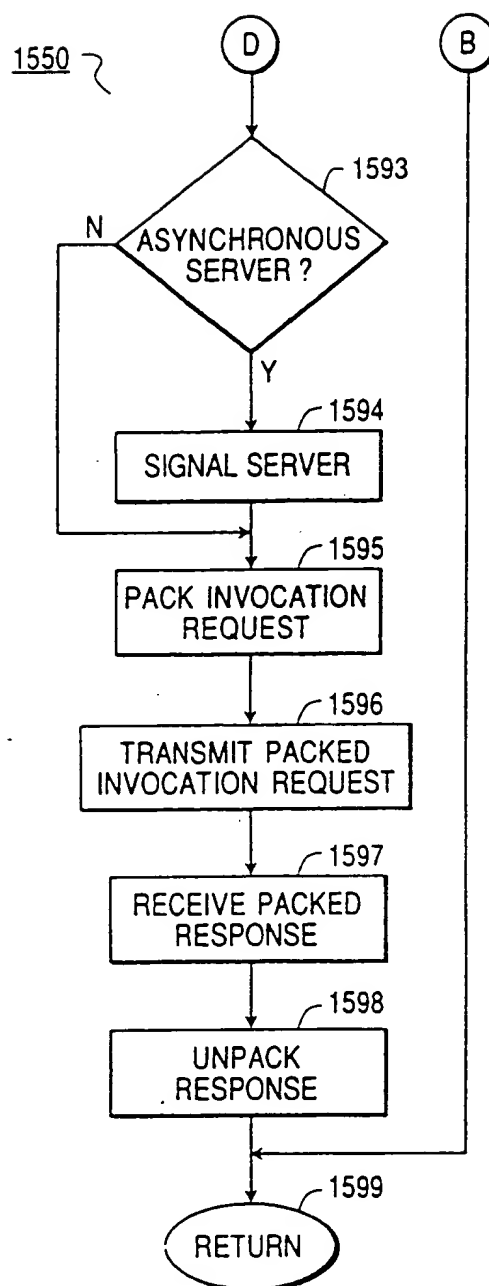 1550
D
B
1593
N
ASYNCHRONOUS
SERVER ?
Y
1594
SIGNAL SERVER
1595
PACK INVOCATION
REQUEST
1596
TRANSMIT PACKED
INVOCATION REQUEST
1597
RECEIVE PACKED
RESPONSE
1598
UNPACK
RESPONSE
1599
RETURN